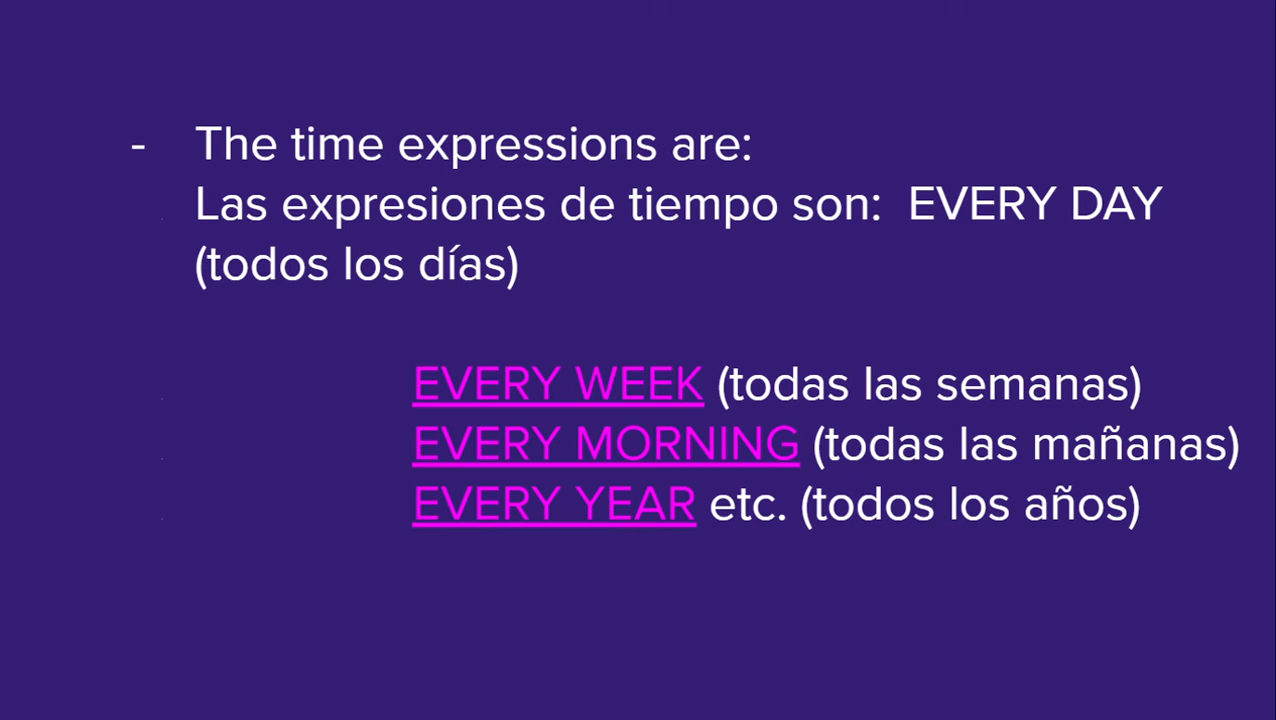 - The time expressions are:
Las expresiones de tiempo son: EVERY DAY
(todos los días)
EVERY WEEK (todas las semanas)
EVERY MORNING (todas las mañanas)
EVERY YEAR etc. (todos los años)